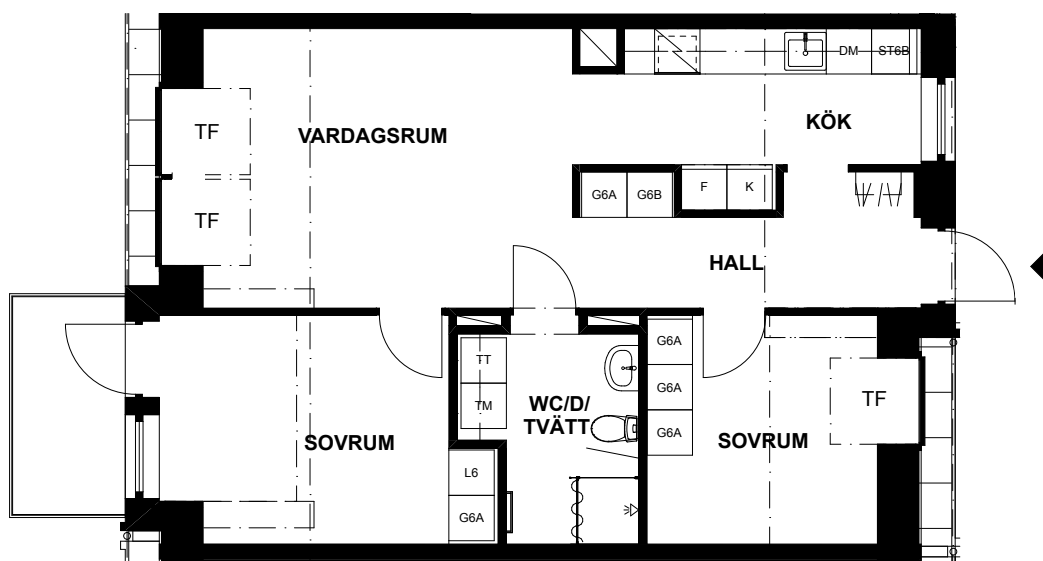 DM
ST6B
TF
VARDAGSRUM
KÖK
G6A
G6B
F
K
TF
HALL
TT
G6A
TM
WC/D/
TVÄTT
G6A
TF
SOVRUM
SOVRUM
G6A
L6
G6A